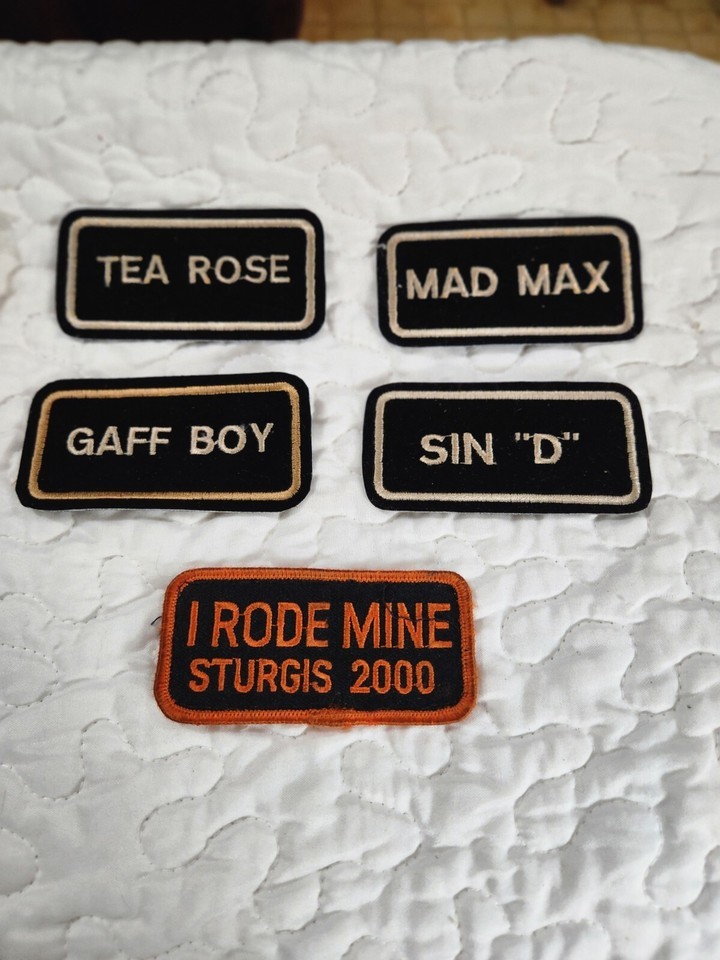 TEA ROSE
MAD MAX
GAFF BOY
SIN "D"
I RODE MINE
STURGIS 2000